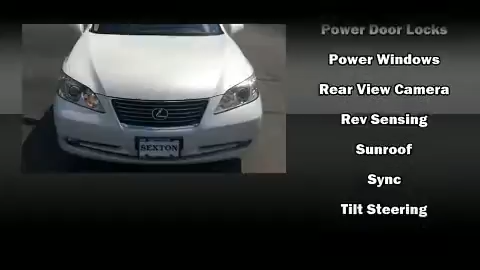 Power Door Locks
Power Windows
Rear View Camera
Rev Sensing
Sunroof
Sync
Tilt Steering
SEXTON